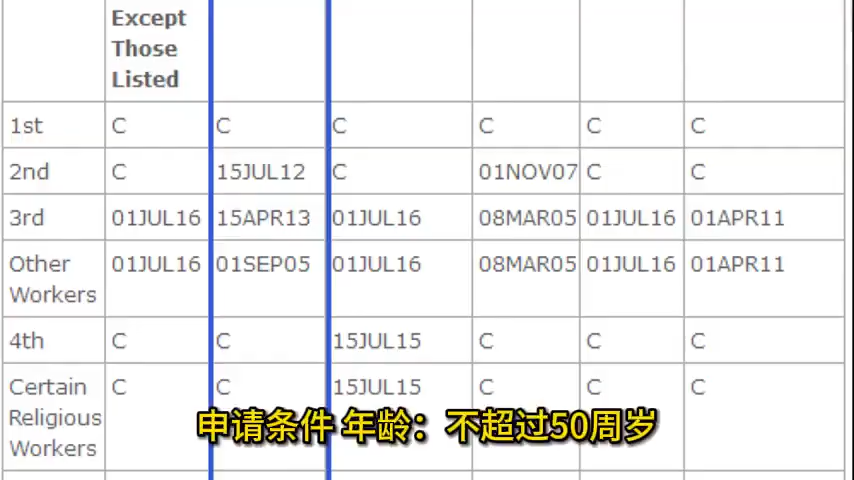 Except
Those
Listed
1st C C C C C C
2nd C 15JUL12 C 01NOV07 C C
3rd 01JUL16 15APR13 01JUL16 08MAR05 01JUL16 01APR11
Other 01JUL16 01SEP05 01JUL16 08MAR05 01JUL16 01APR11
Workers
4th C C 15JUL15 C C C
Certain C C 15JUL15 C C C
Religious
Workers
申请条件 年龄：不超过50周岁